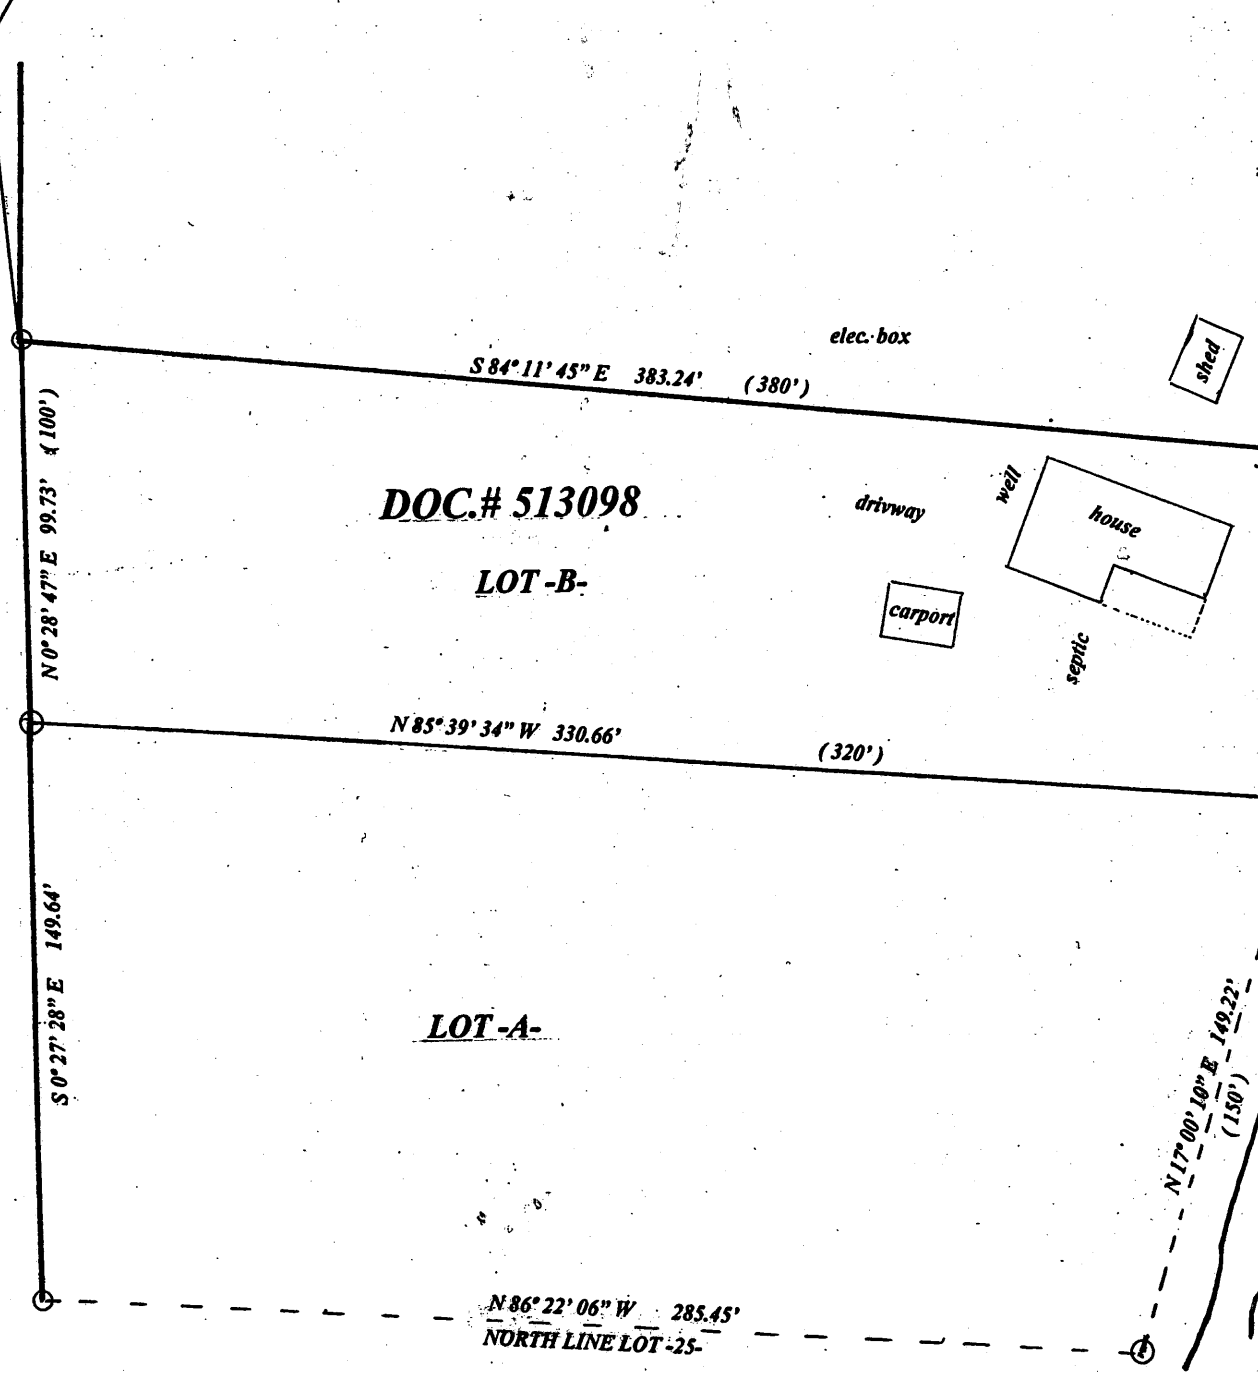 elec. box
shed
S 84° 11' 45" E 383.24' (380')
N 0° 28' 47" E 99.73' (100')
DOC.# 513098
well
drivway
house
LOT -B-
carport
septic
N 85° 39' 34" W 330.66' (320')
S 0° 27' 28" E 149.64'
LOT -A-
N 17° 00' 10" E 149.22'
(150')
N 86° 22' 06" W 285.45'
NORTH LINE LOT -25-